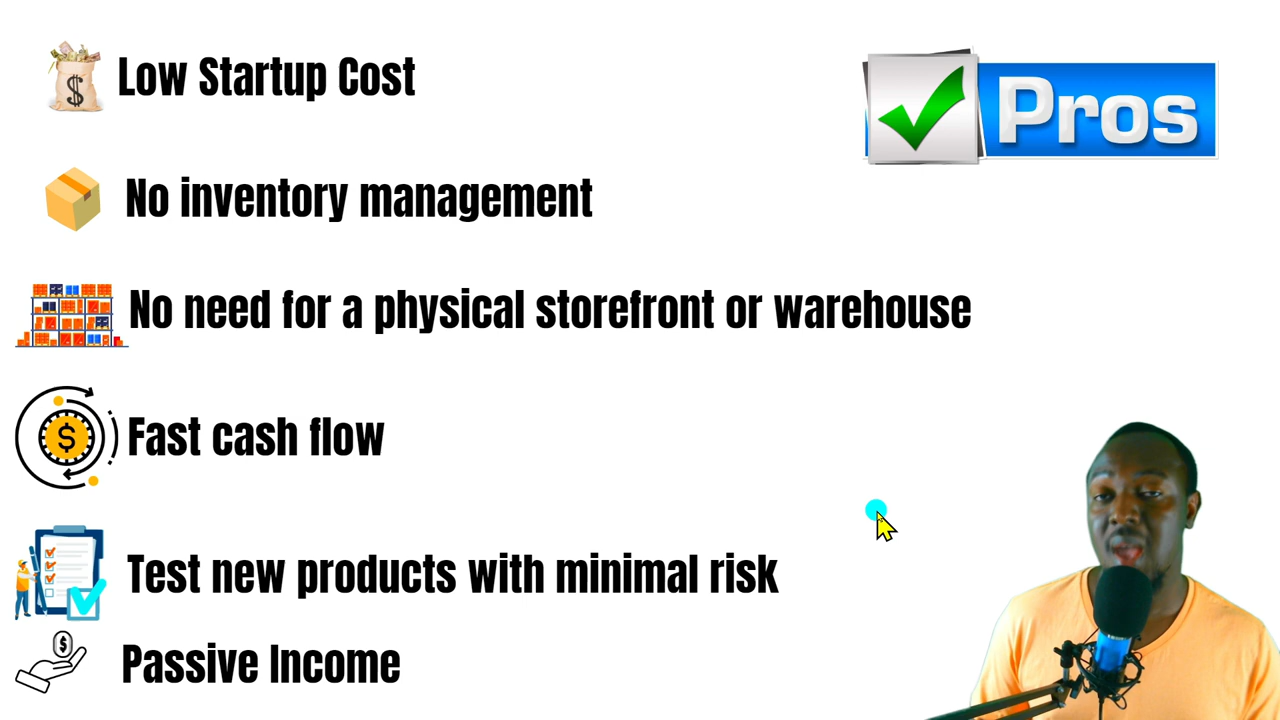 Pros
$ Low Startup Cost
No inventory management
No need for a physical storefront or warehouse
$ Fast cash flow
Test new products with minimal risk
$ Passive Income